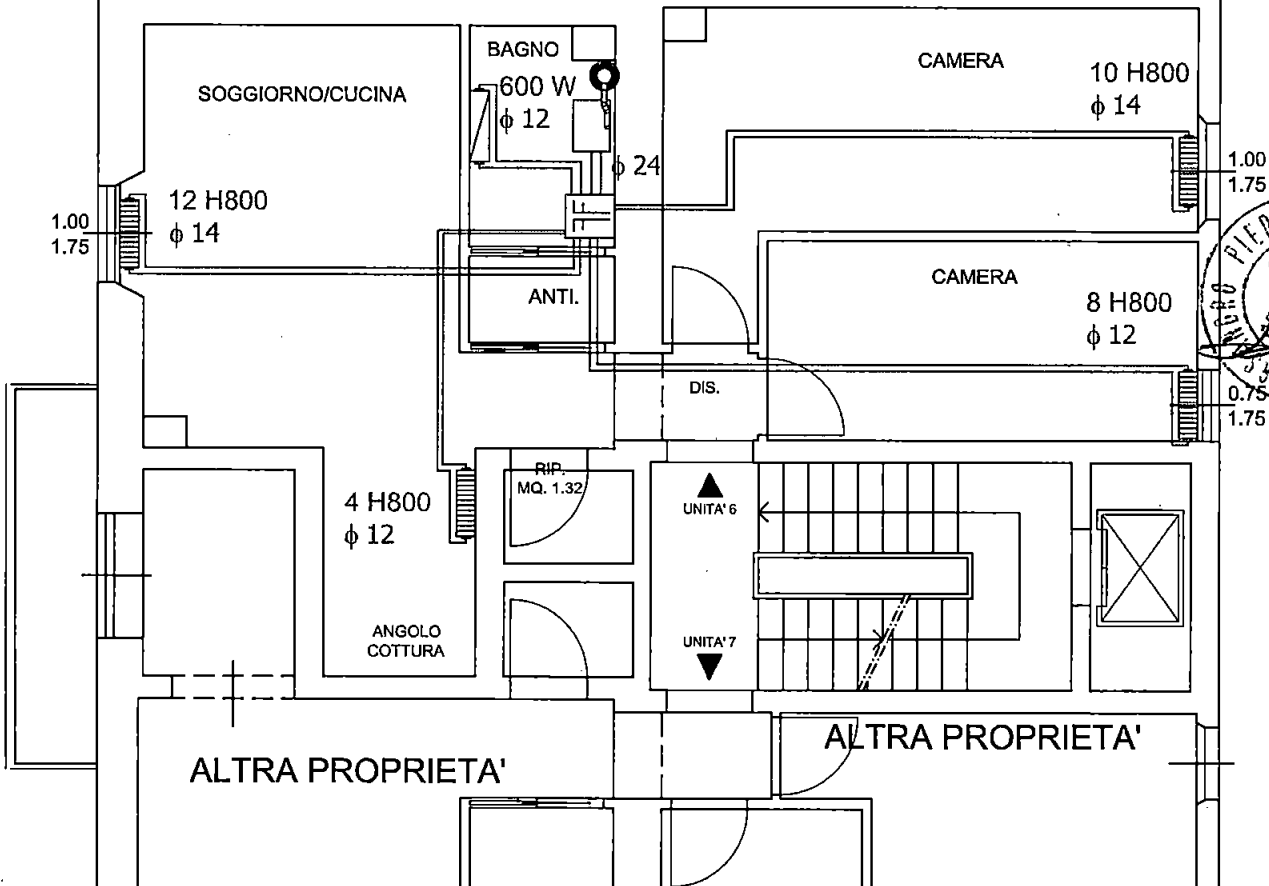 BAGNO
CAMERA
SOGGIORNO/CUCINA
600 W
ϕ 12
10 H800
ϕ 14
ϕ 24
1.00
1.75
12 H800
ϕ 14
1.00
1.75
CAMERA
ANTI.
8 H800
ϕ 12
DIS.
0.75
1.75
RIP.
MQ. 1.32
4 H800
ϕ 12
UNITA' 6
ANGOLO
COTTURA
UNITA' 7
ALTRA PROPRIETA'
ALTRA PROPRIETA'